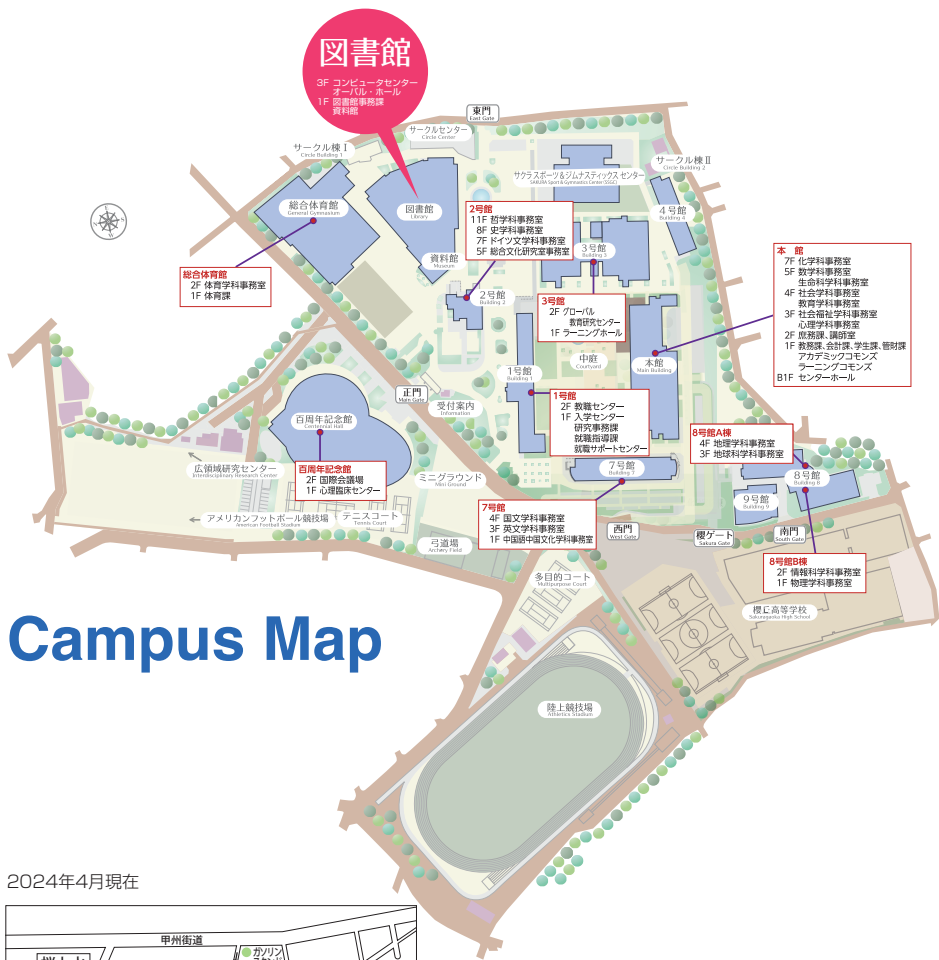 図書館
3F コンピュータセンター
オーバル・ホール
1F 図書館事務課
資料館
東門
East Gate
サークルセンター
Circle Center
サークル棟Ⅰ
Circle Building 1
サクラ スポーツ&ジムナスティックス センター
SAKURA Sport & Gymnastics Center (SSGC)
サークル棟Ⅱ
Circle Building 2
総合体育館
General Gymnasium
図書館
Library
4号館
Building 4
2号館
11F 哲学科事務室
8F 史学科事務室
7F ドイツ文学科事務室
5F 総合文化研究室事務室
3号館
Building 3
資料館
Museum
総合体育館
2F 体育学科事務室
1F 体育課
2号館
Building 2
3号館
2F グローバル
教育研究センター
1F ラーニングホール
本 館
7F 化学科事務室
5F 数学科事務室
生命科学科事務室
4F 社会学科事務室
教育学科事務室
3F 社会福祉学科事務室
心理学科事務室
2F 庶務課、講師室
1F 教務課、会計課、学生課、管財課
アカデミックコモンズ
ラーニングコモンズ
B1F センターホール
1号館
Building 1
中庭
Courtyard
本館
Main Building
正門
Main Gate
受付案内
Information
1号館
2F 教職センター
1F 入学センター
研究事務課
就職指導課
就職サポートセンター
百周年記念館
Centennial Hall
8号館A棟
4F 地理学科事務室
3F 地球科学科事務室
広領域研究センター
Interdisciplinary Research Center
百周年記念館
2F 国際会議場
1F 心理臨床センター
ミニグラウンド
Mini Ground
7号館
Building 7
8号館
Building 8
9号館
Building 9
7号館
4F 国文学科事務室
3F 英文学科事務室
1F 中国語中国文化学科事務室
アメリカンフットボール競技場
American Football Stadium
テニスコート
Tennis Court
弓道場
Archery Field
西門
West Gate
櫻ゲート
Sakura Gate
南門
South Gate
8号館B棟
2F 情報科学科事務室
1F 物理学科事務室
多目的コート
Multipurpose Court
櫻丘高等学校
Sakuragaoka High School
Campus Map
陸上競技場
Athletics Stadium
2024年4月現在
甲州街道
ガソリン